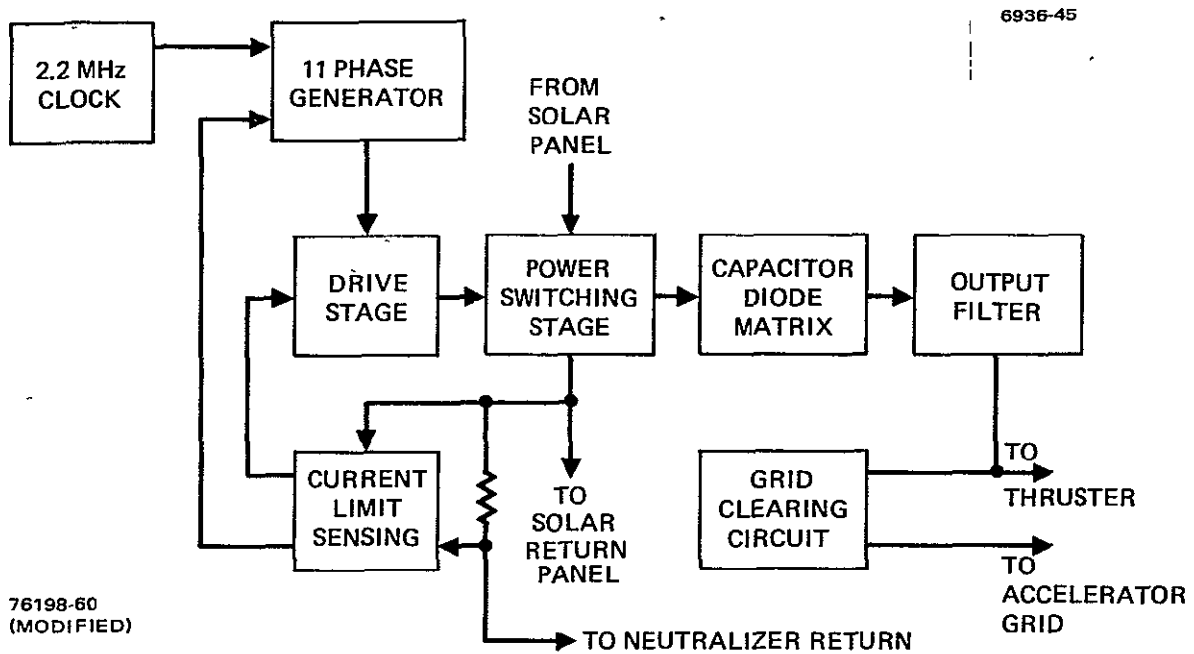 6936-45
2.2 MHz
CLOCK
11 PHASE
GENERATOR
FROM
SOLAR
PANEL
DRIVE
STAGE
POWER
SWITCHING
STAGE
CAPACITOR
DIODE
MATRIX
OUTPUT
FILTER
CURRENT
LIMIT
SENSING
TO
SOLAR
RETURN
PANEL
GRID
CLEARING
CIRCUIT
TO
THRUSTER
TO
ACCELERATOR
GRID
76198-60
(MODIFIED)
TO NEUTRALIZER RETURN